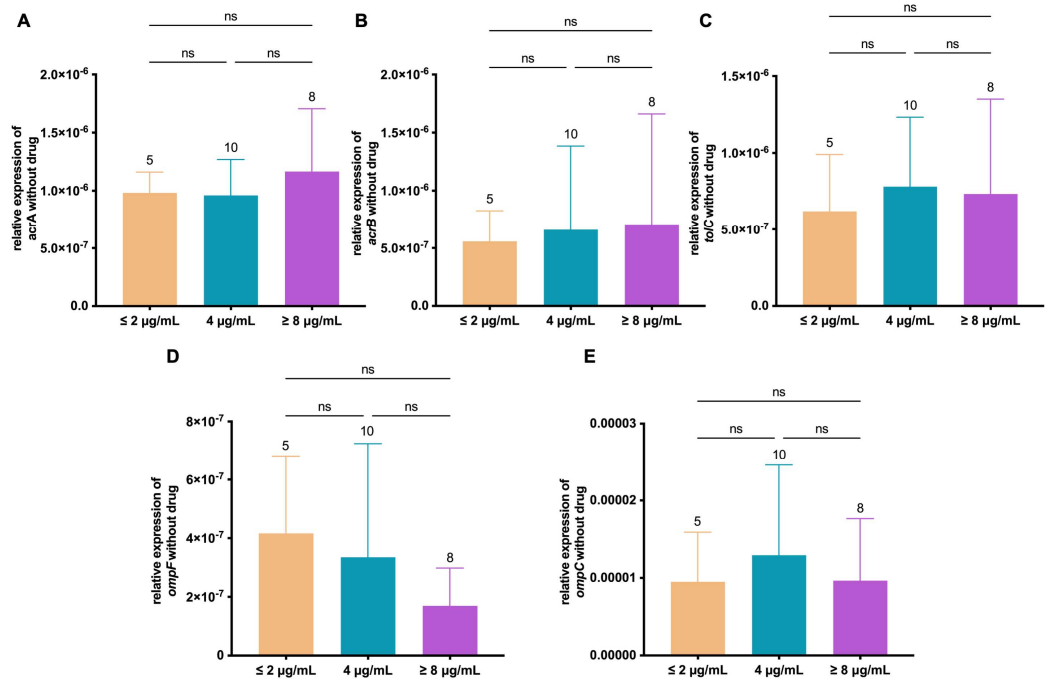 A
ns
ns
ns
relative expression of
acrA without drug
2.0×10⁻⁶
1.5×10⁻⁶
1.0×10⁻⁶
5.0×10⁻⁷
0.0
5
10
8
≤ 2 µg/mL
4 µg/mL
≥ 8 µg/mL
B
ns
ns
ns
relative expression of
acrB without drug
2.0×10⁻⁶
1.5×10⁻⁶
1.0×10⁻⁶
5.0×10⁻⁷
0.0
5
10
8
≤ 2 µg/mL
4 µg/mL
≥ 8 µg/mL
C
ns
ns
ns
relative expression of
tolC without drug
1.5×10⁻⁶
1.0×10⁻⁶
5.0×10⁻⁷
0.0
5
10
8
≤ 2 µg/mL
4 µg/mL
≥ 8 µg/mL
D
ns
ns
ns
relative expression of
ompF without drug
8×10⁻⁷
6×10⁻⁷
4×10⁻⁷
2×10⁻⁷
0
5
10
8
≤ 2 µg/mL
4 µg/mL
≥ 8 µg/mL
E
ns
ns
ns
relative expression of
ompC without drug
0.00003
0.00002
0.00001
0.00000
5
10
8
≤ 2 µg/mL
4 µg/mL
≥ 8 µg/mL